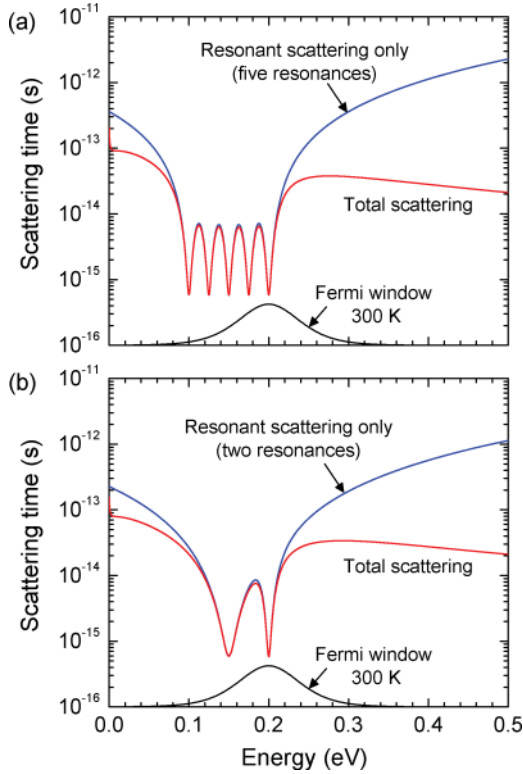 (a)
10⁻¹¹
10⁻¹²
10⁻¹³
10⁻¹⁴
10⁻¹⁵
10⁻¹⁶
Scattering time (s)
Resonant scattering only
(five resonances)
Total scattering
Fermi window
300 K
(b)
10⁻¹¹
10⁻¹²
10⁻¹³
10⁻¹⁴
10⁻¹⁵
10⁻¹⁶
Scattering time (s)
Resonant scattering only
(two resonances)
Total scattering
Fermi window
300 K
0.0 0.1 0.2 0.3 0.4 0.5
Energy (eV)